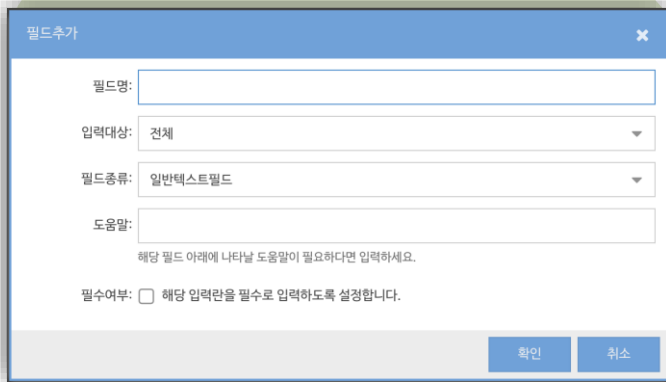 필드추가
필드명:
입력대상: 전체
필드종류: 일반텍스트필드
도움말:
해당 필드 아래에 나타날 도움말이 필요하다면 입력하세요.
필수여부: 해당 입력란을 필수로 입력하도록 설정합니다.
확인 취소